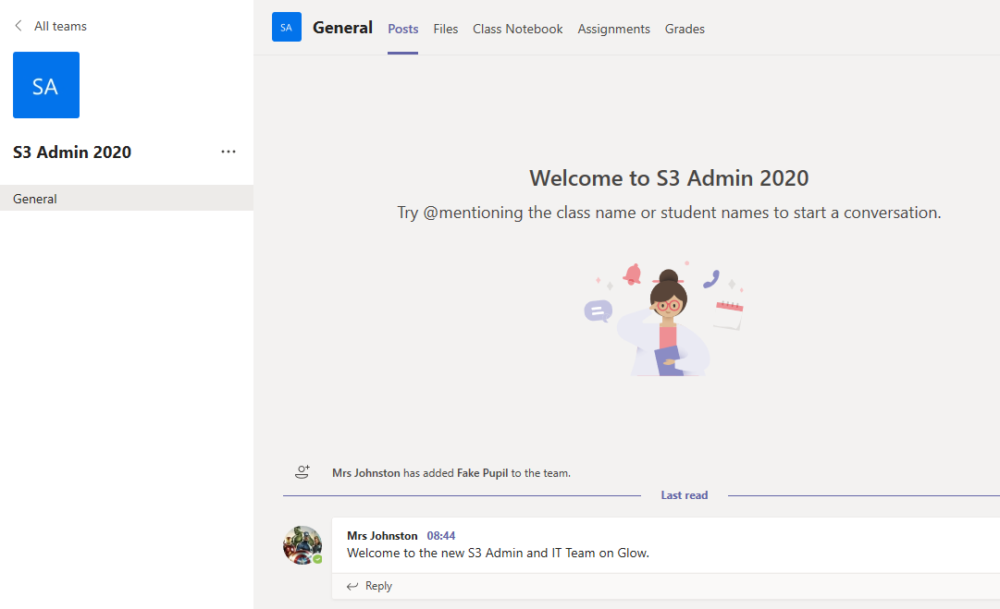 All teams
SA
S3 Admin 2020
General
SA
General Posts Files Class Notebook Assignments Grades
Welcome to S3 Admin 2020
Try @mentioning the class name or student names to start a conversation.
Mrs Johnston has added Fake Pupil to the team.
Last read
Mrs Johnston 08:44
Welcome to the new S3 Admin and IT Team on Glow.
Reply